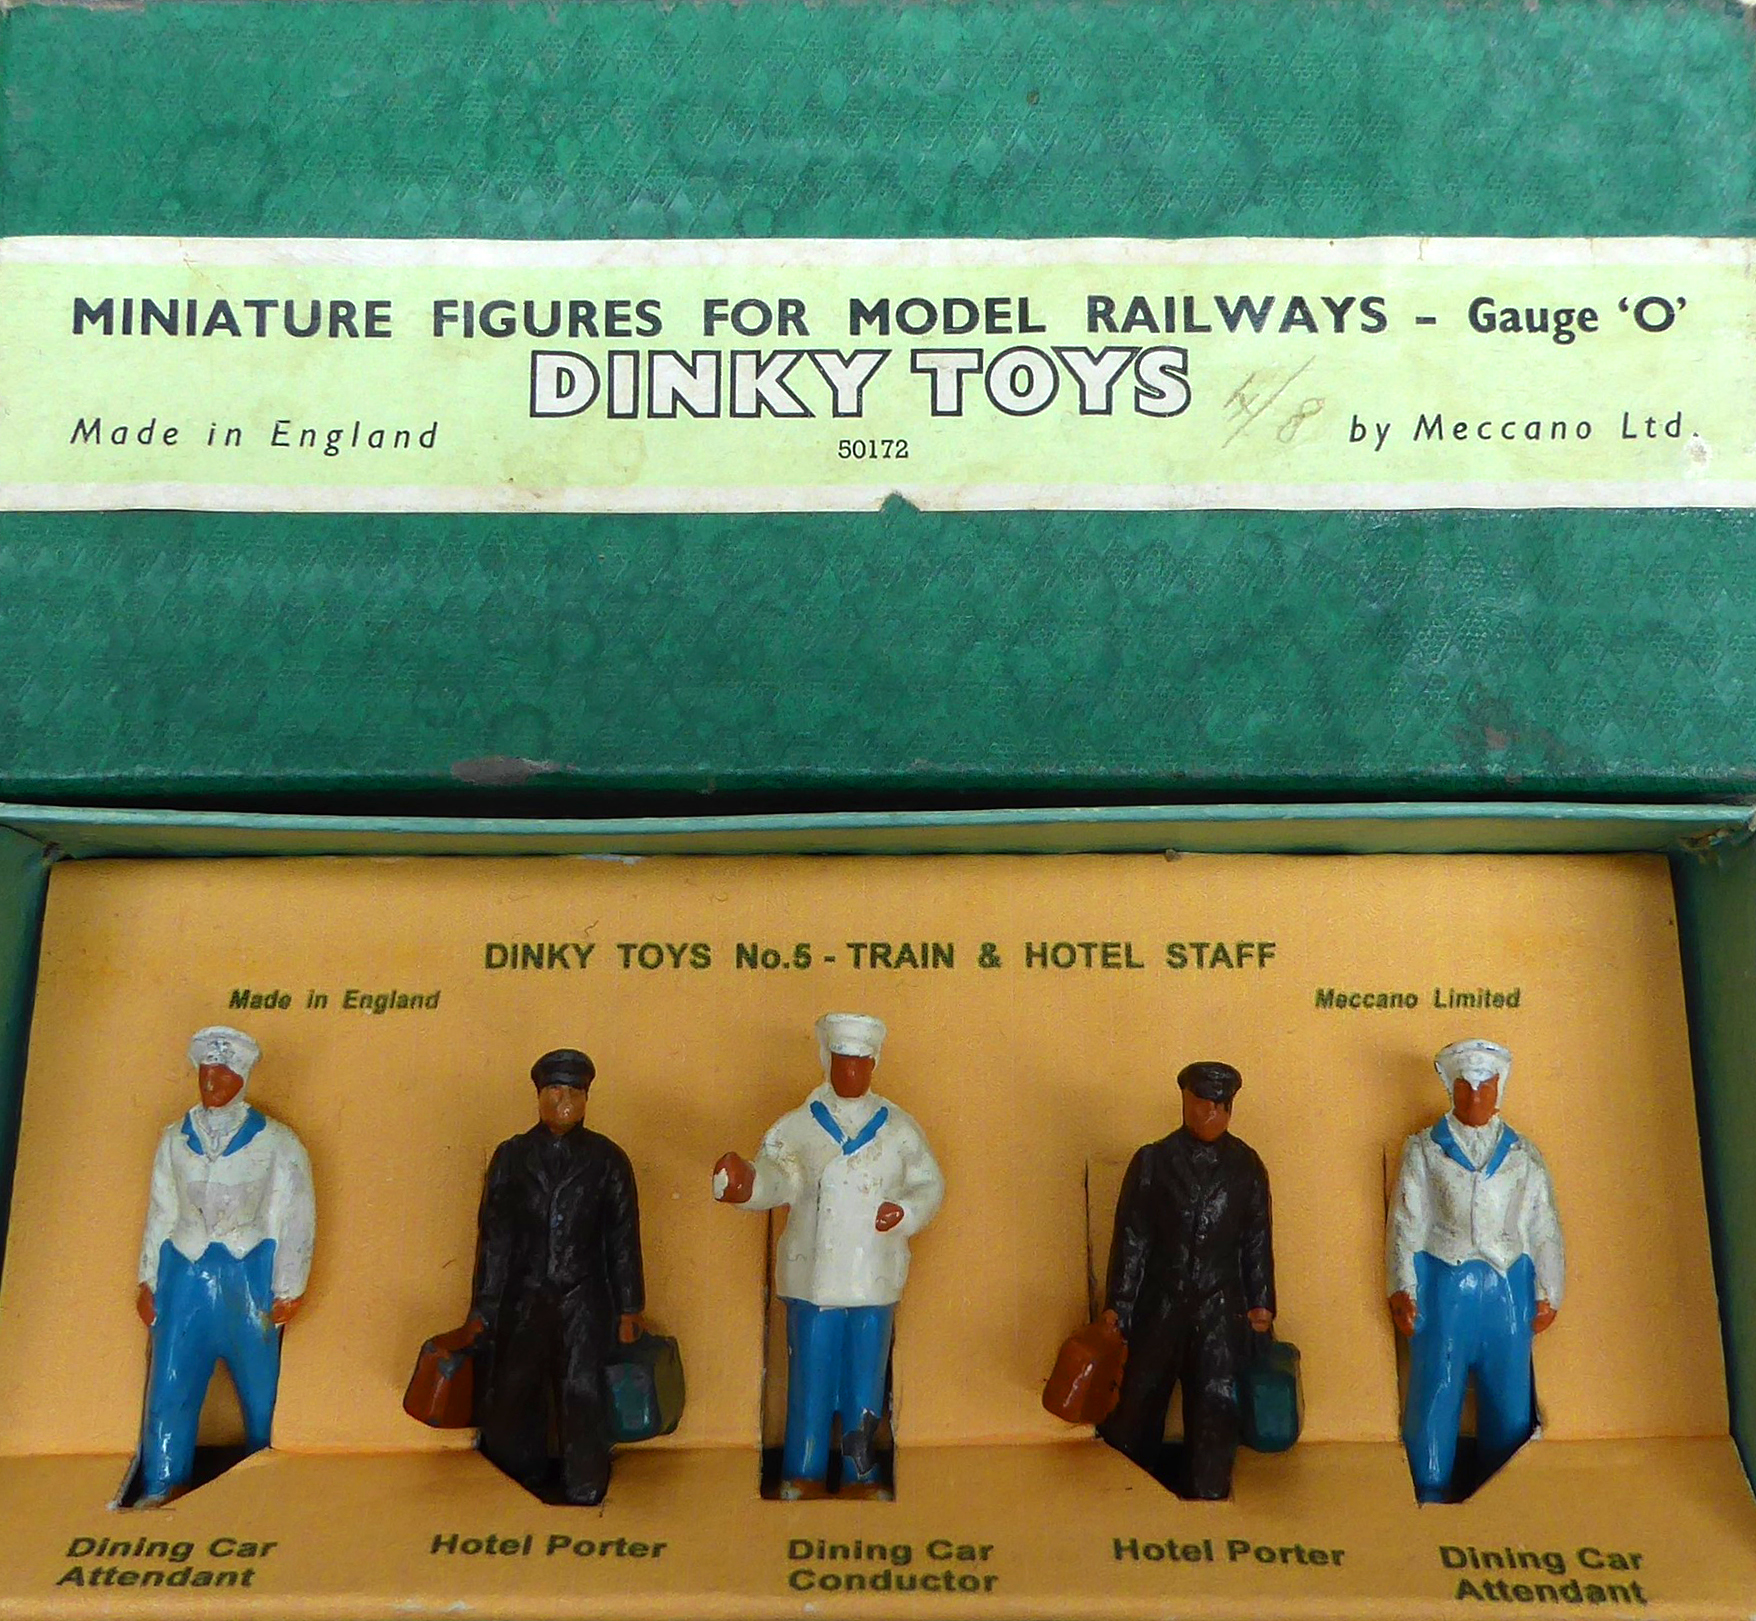 MINIATURE FIGURES FOR MODEL RAILWAYS - Gauge ‘O’
DINKY TOYS
4/8
Made in England
50172
by Meccano Ltd.
DINKY TOYS No.5 - TRAIN & HOTEL STAFF
Made in England
Meccano Limited
Dining Car
Attendant
Hotel Porter
Dining Car
Conductor
Hotel Porter
Dining Car
Attendant